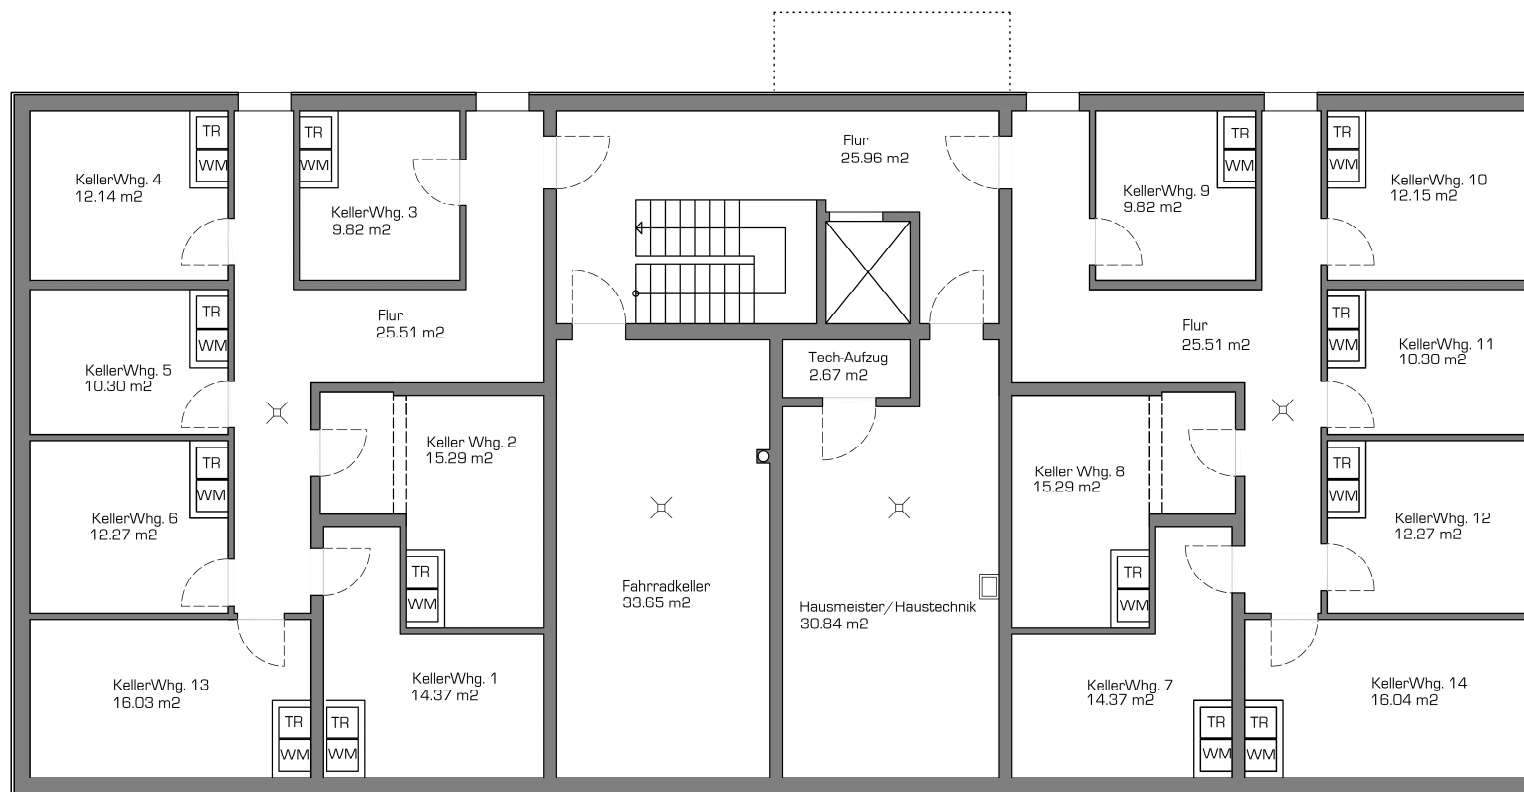 TR
WM
KellerWhg. 4
12.14 m2
TR
WM
KellerWhg. 3
9.82 m2
Flur
25.96 m2
TR
WM
KellerWhg. 9
9.82 m2
TR
WM
KellerWhg. 10
12.15 m2
TR
WM
KellerWhg. 5
10.30 m2
Flur
25.51 m2
Tech-Aufzug
2.67 m2
Flur
25.51 m2
TR
WM
KellerWhg. 11
10.30 m2
TR
WM
KellerWhg. 6
12.27 m2
Keller Whg. 2
15.29 m2
TR
WM
Keller Whg. 8
15.29 m2
TR
WM
TR
WM
KellerWhg. 12
12.27 m2
Fahrradkeller
33.65 m2
Hausmeister/Haustechnik
30.84 m2
KellerWhg. 13
16.03 m2
TR
WM
KellerWhg. 1
14.37 m2
TR
WM
KellerWhg. 7
14.37 m2
TR
WM
KellerWhg. 14
16.04 m2
TR
WM